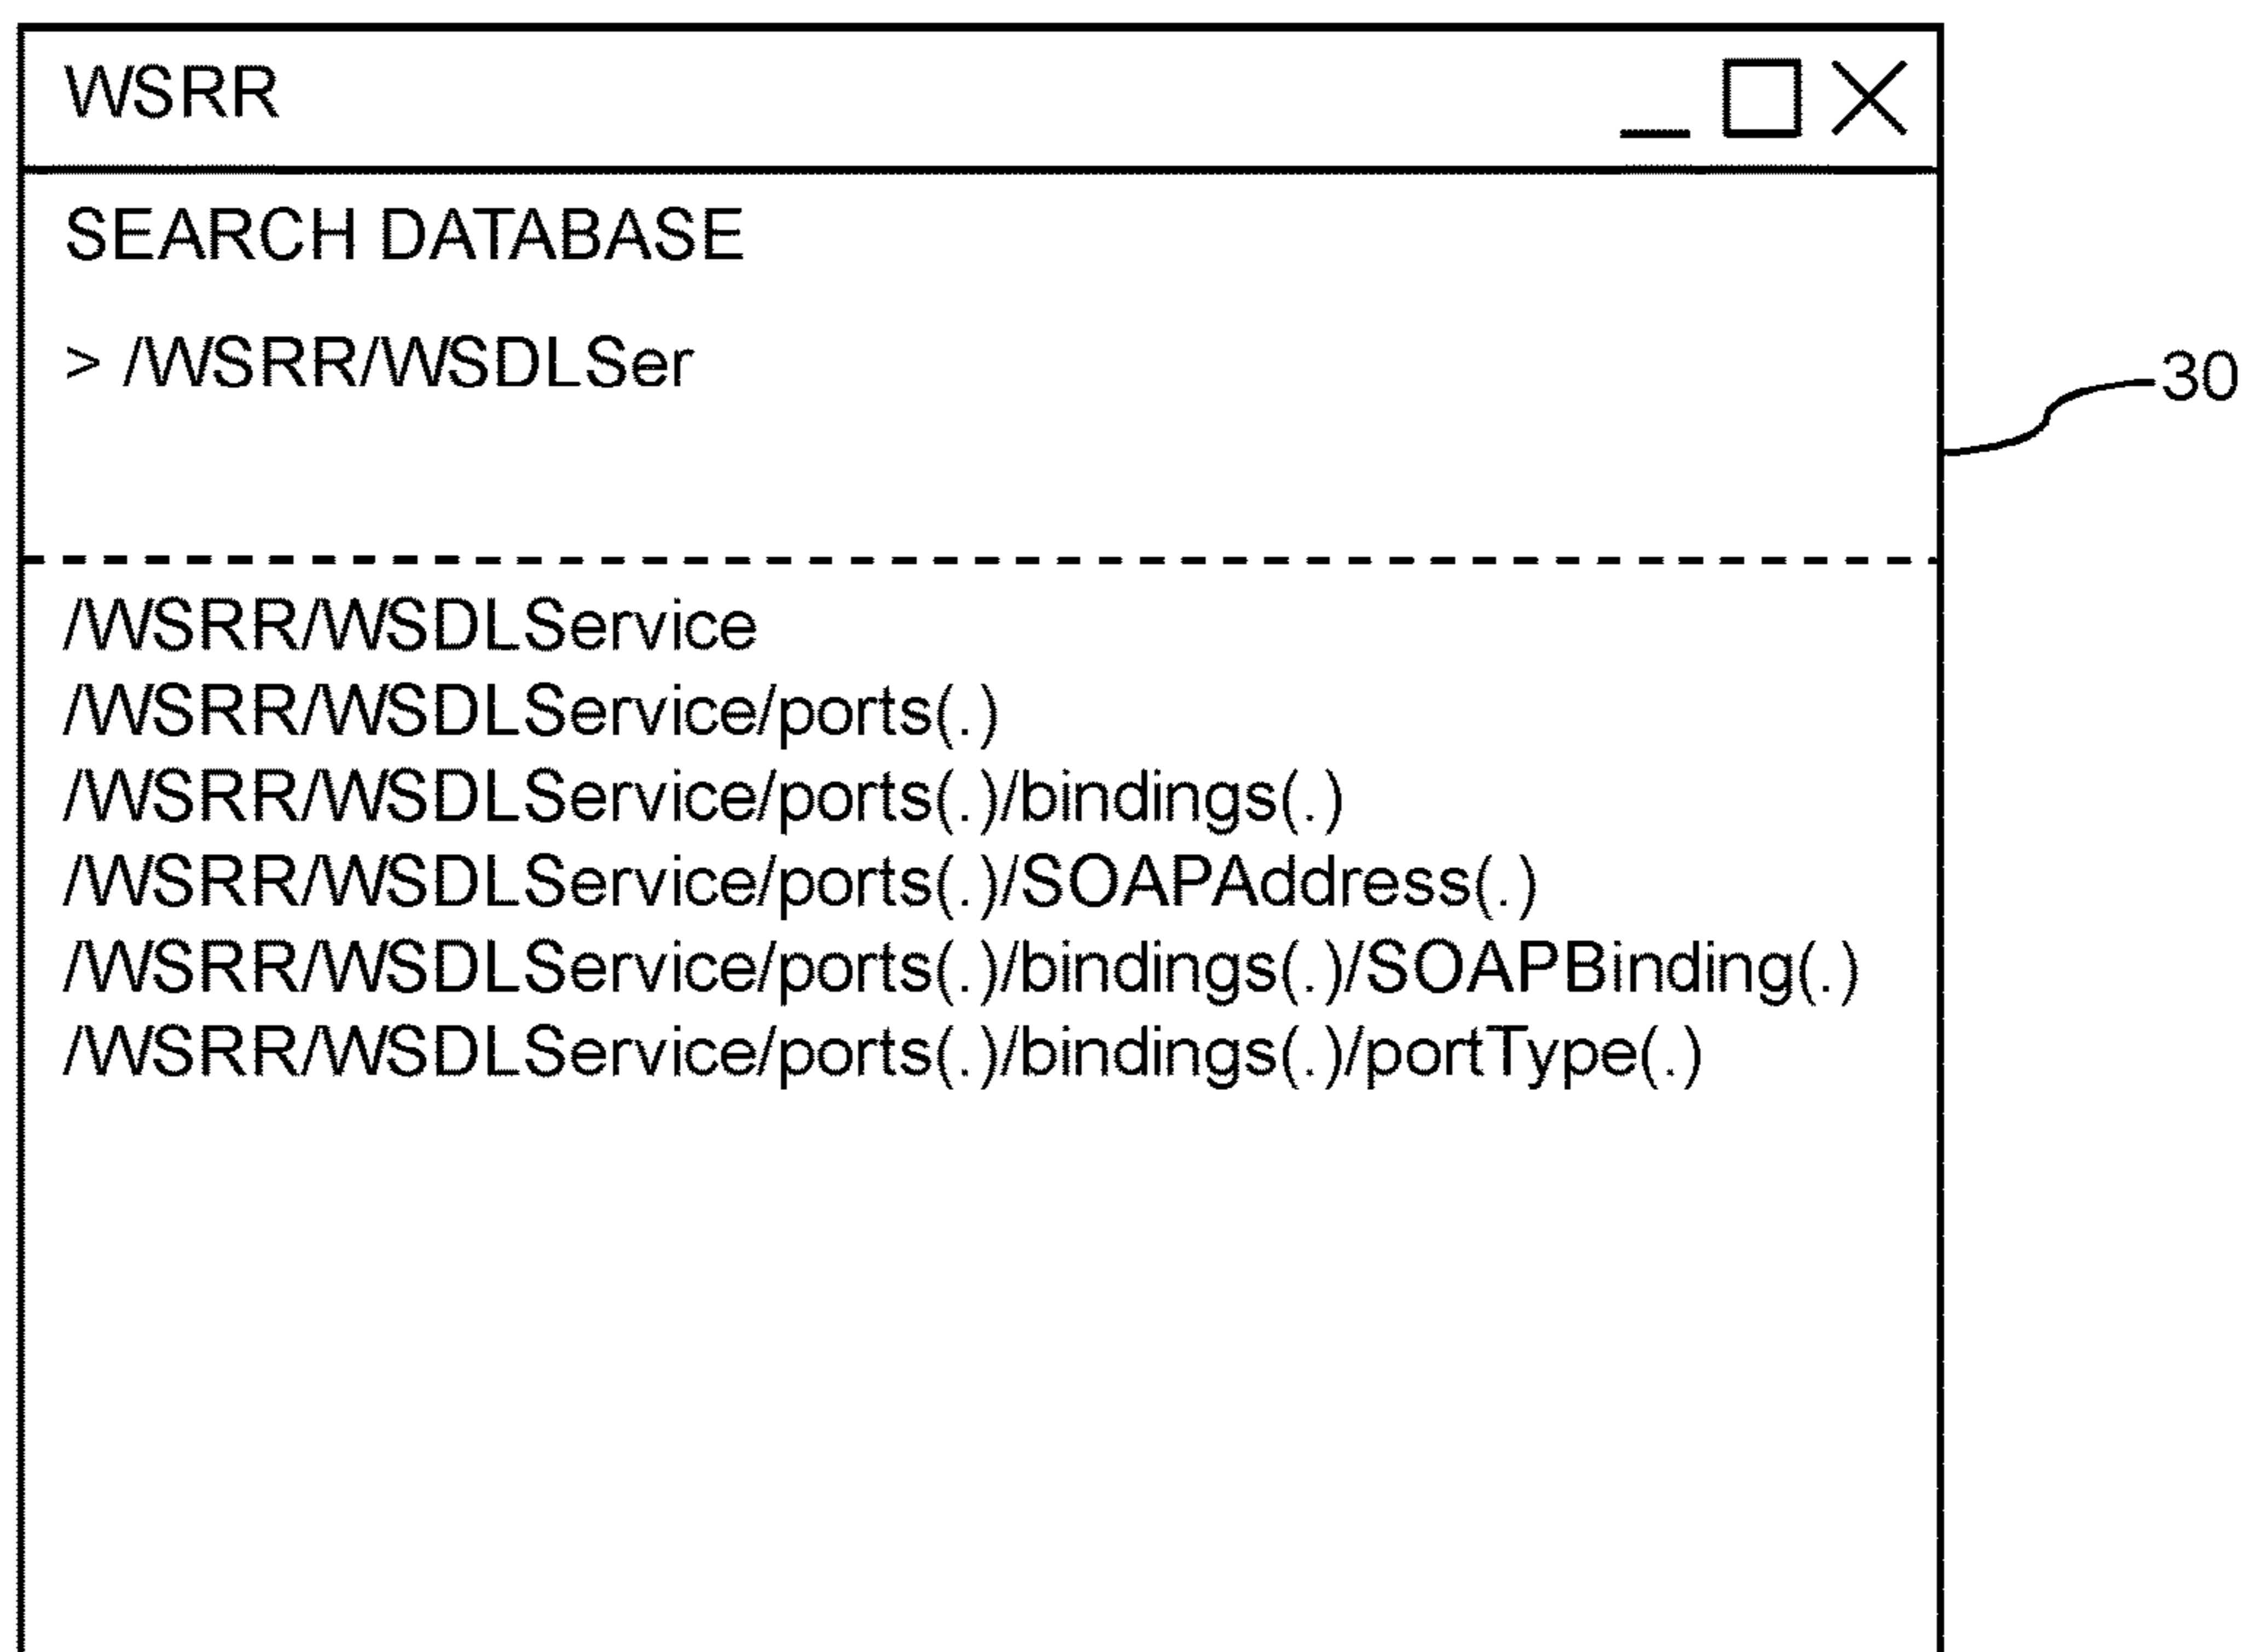 WSRR
SEARCH DATABASE
> /WSRR/WSDLSer
30
/WSRR/WSDLService
/WSRR/WSDLService/ports(.)
/WSRR/WSDLService/ports(.)/bindings(.)
/WSRR/WSDLService/ports(.)/SOAPAddress(.)
/WSRR/WSDLService/ports(.)/bindings(.)/SOAPBinding(.)
/WSRR/WSDLService/ports(.)/bindings(.)/portType(.)